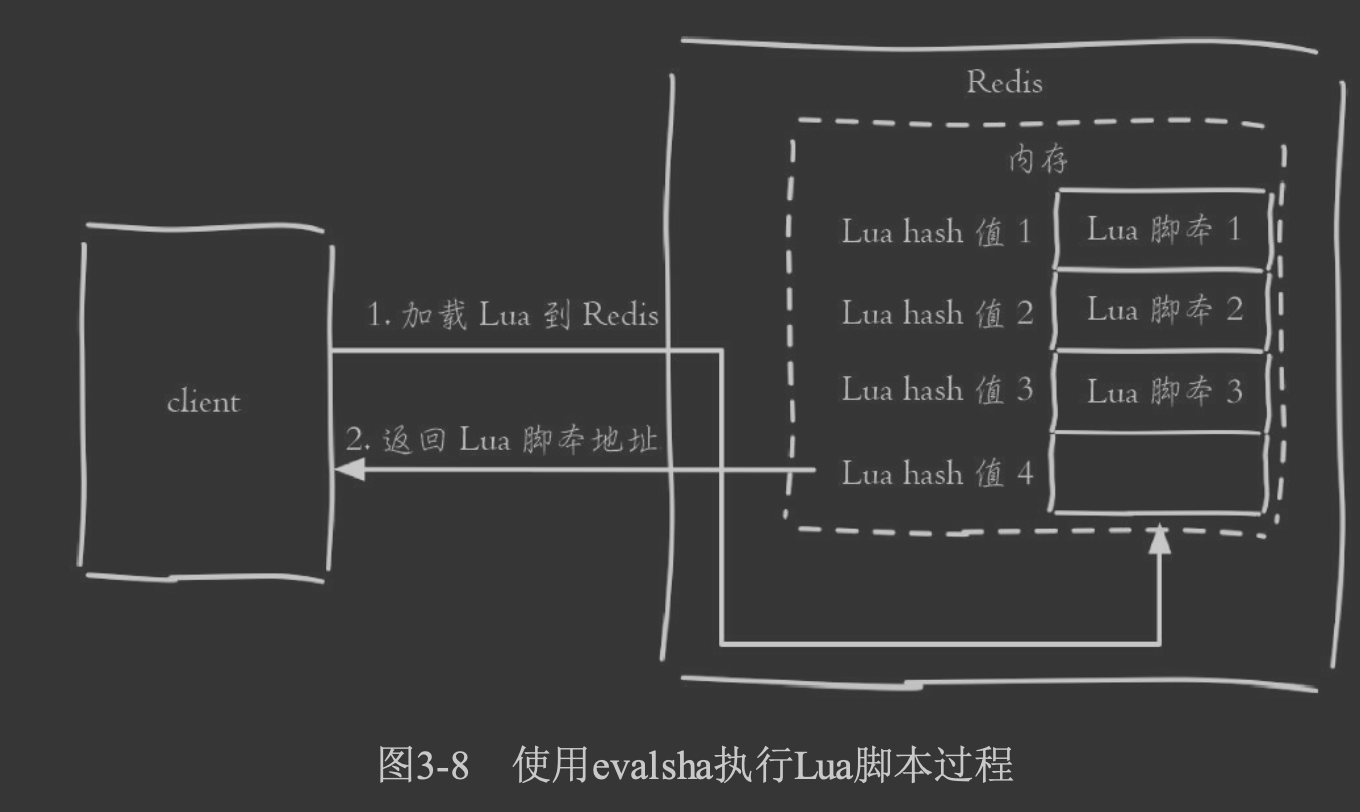 Redis
内存
Lua hash 值 1
Lua 脚本 1
Lua hash 值 2
Lua 脚本 2
Lua hash 值 3
Lua 脚本 3
Lua hash 值 4
1. 加载 Lua 到 Redis
client
2. 返回 Lua 脚本地址
图3-8 使用evalsha执行Lua脚本过程